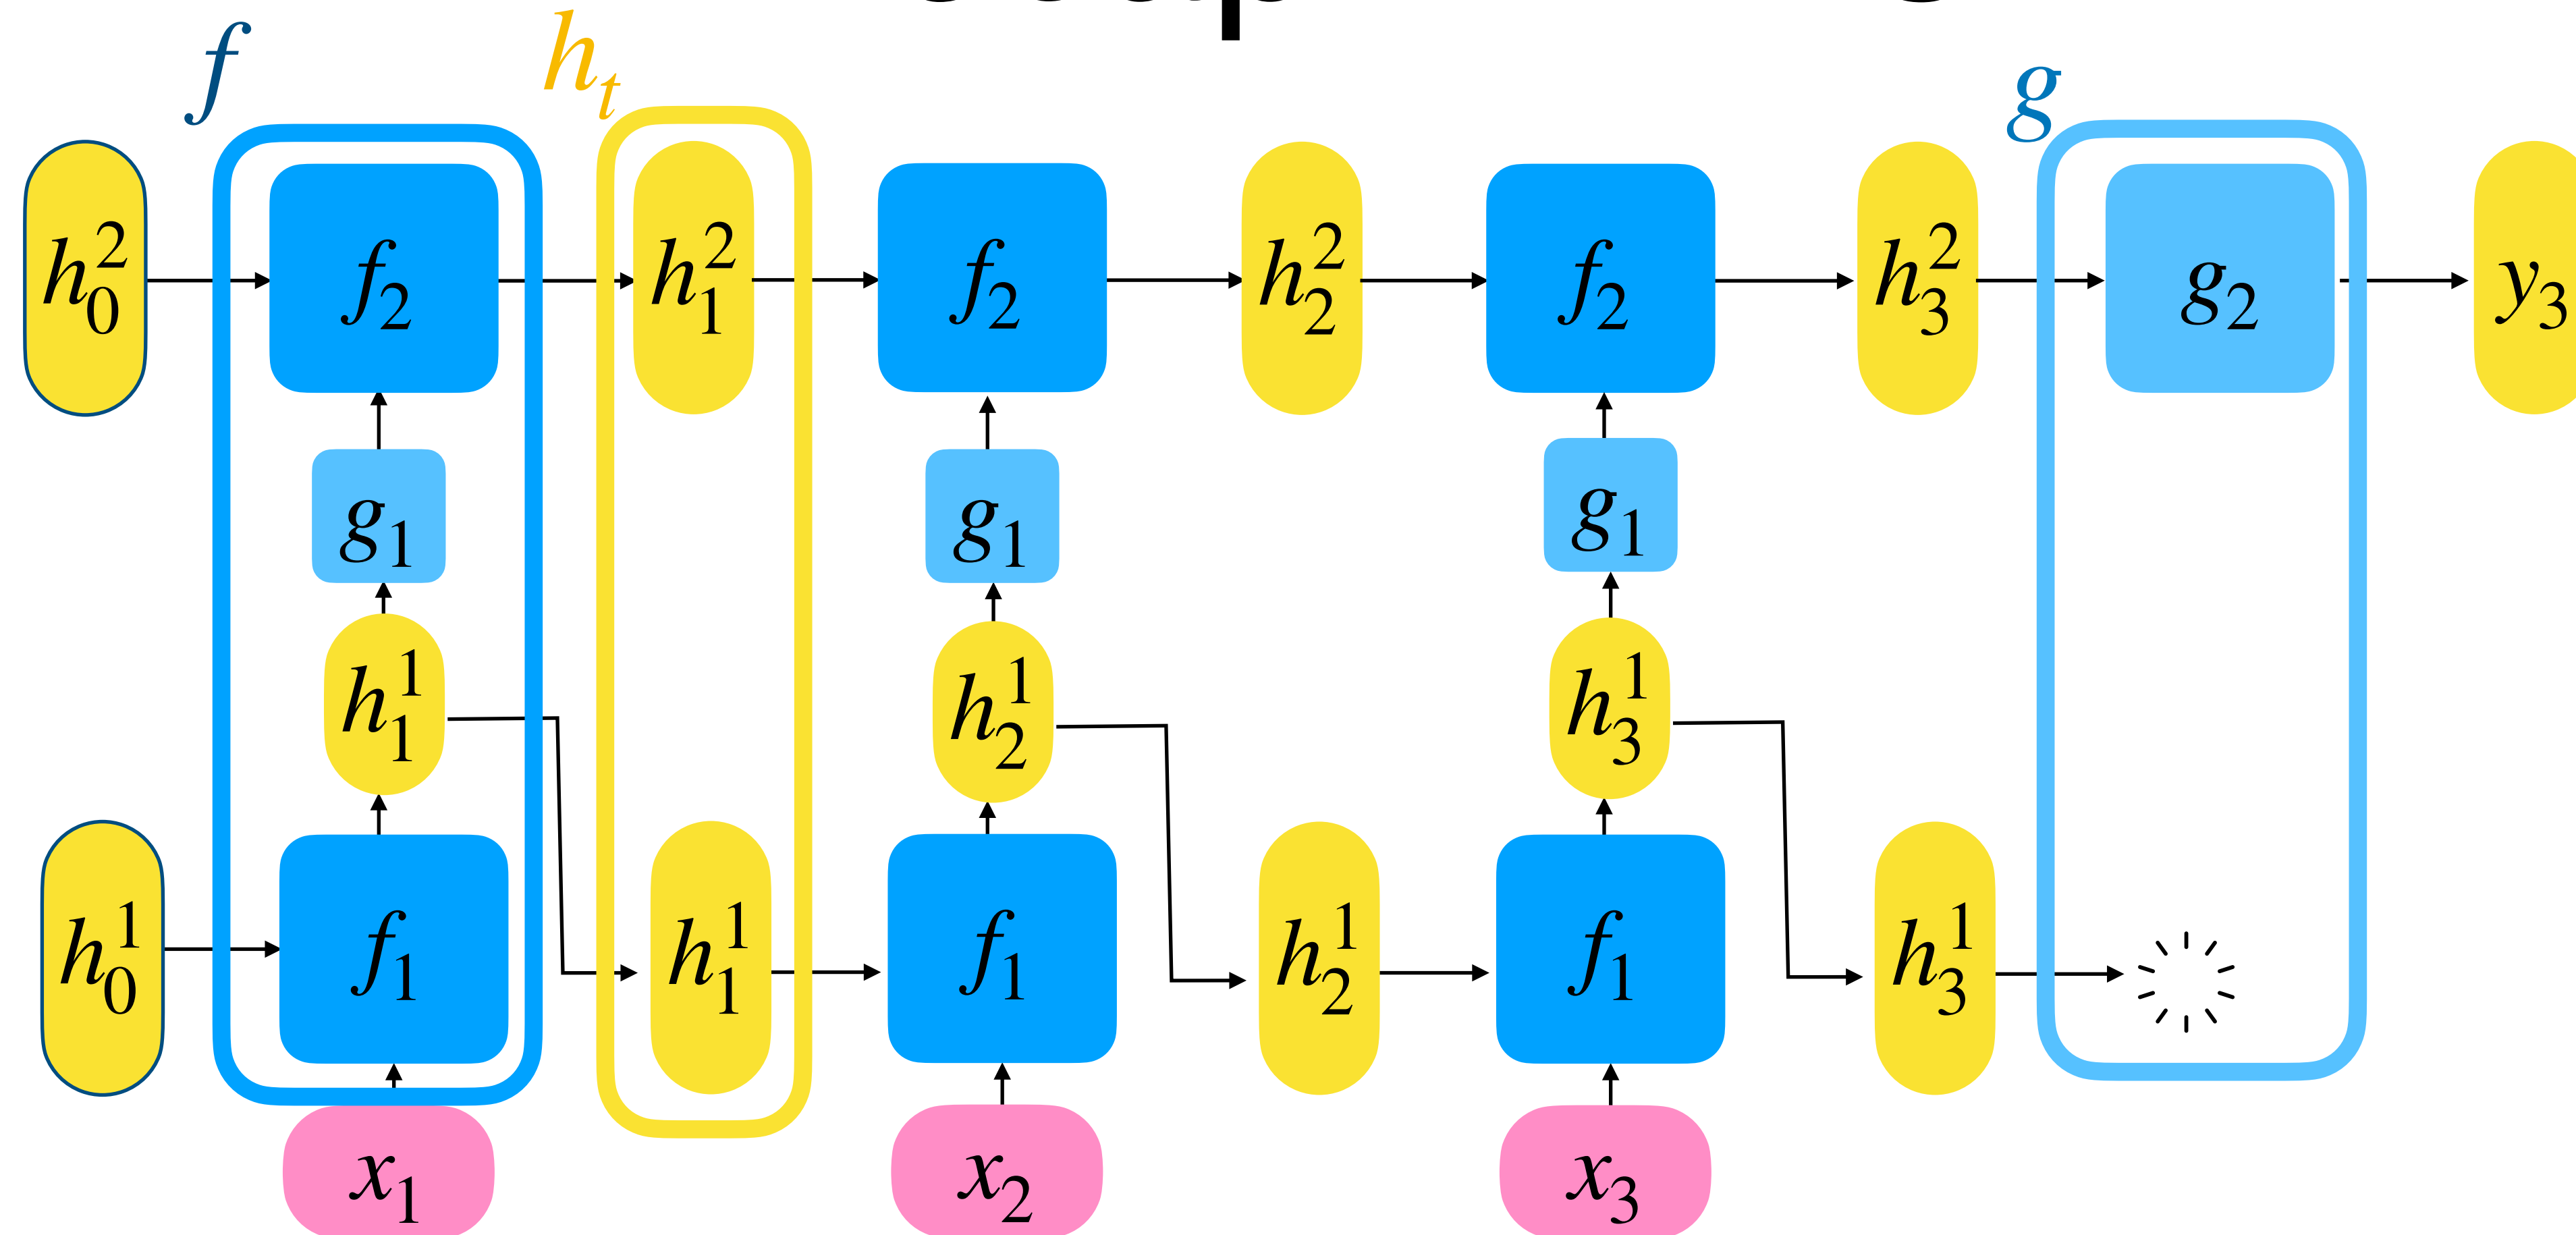 f h_t g
h_0^2 f_2 h_1^2 f_2 h_2^2 f_2 h_3^2 g_2 y_3
g_1 g_1 g_1
h_1^1 h_2^1 h_3^1
h_0^1 f_1 h_1^1 f_1 h_2^1 f_1 h_3^1
x_1 x_2 x_3